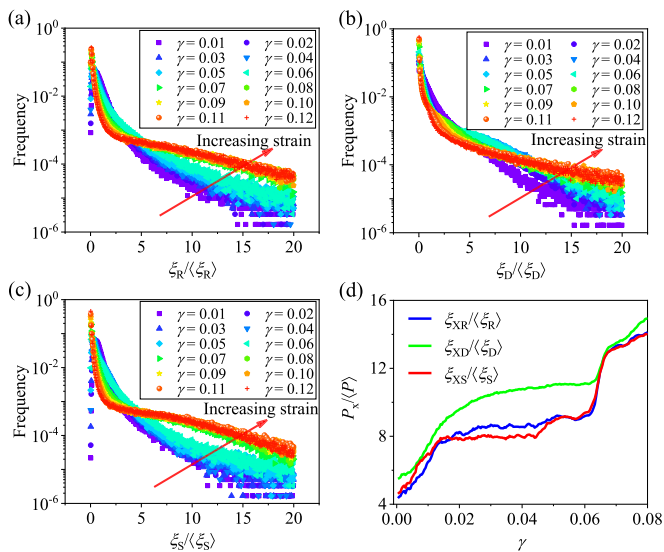 (a)
γ = 0.01 γ = 0.02
γ = 0.03 γ = 0.04
γ = 0.05 γ = 0.06
γ = 0.07 γ = 0.08
γ = 0.09 γ = 0.10
γ = 0.11 γ = 0.12
Increasing strain
Frequency
10⁰
10⁻²
10⁻⁴
10⁻⁶
0 5 10 15 20
ξR/⟨ξR⟩
(b)
γ = 0.01 γ = 0.02
γ = 0.03 γ = 0.04
γ = 0.05 γ = 0.06
γ = 0.07 γ = 0.08
γ = 0.09 γ = 0.10
γ = 0.11 γ = 0.12
Increasing strain
Frequency
10⁰
10⁻²
10⁻⁴
10⁻⁶
0 5 10 15 20
ξD/⟨ξD⟩
(c)
γ = 0.01 γ = 0.02
γ = 0.03 γ = 0.04
γ = 0.05 γ = 0.06
γ = 0.07 γ = 0.08
γ = 0.09 γ = 0.10
γ = 0.11 γ = 0.12
Increasing strain
Frequency
10⁰
10⁻²
10⁻⁴
10⁻⁶
0 5 10 15 20
ξS/⟨ξS⟩
(d)
ξXR/⟨ξR⟩
ξXD/⟨ξD⟩
ξXS/⟨ξS⟩
Px/⟨P⟩
16
12
8
4
0.00 0.02 0.04 0.06 0.08
γ